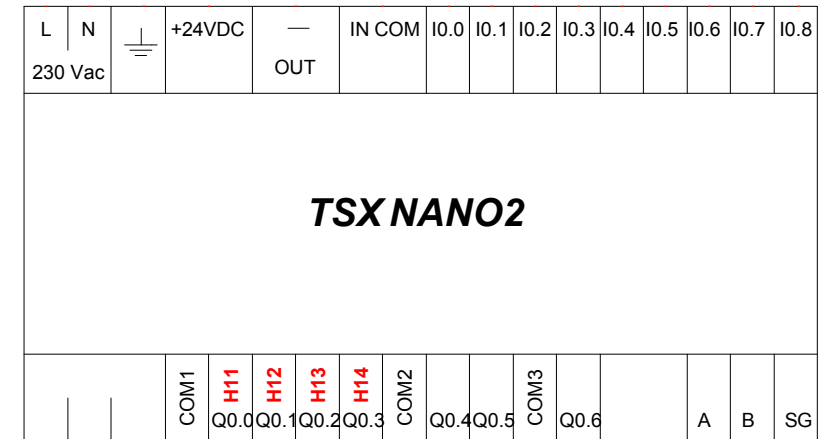 L N +24VDC — IN COM I0.0 I0.1 I0.2 I0.3 I0.4 I0.5 I0.6 I0.7 I0.8
230 Vac OUT
TSX NANO2
COM1 H11 H12 H13 H14 COM2 COM3
Q0.0 Q0.1 Q0.2 Q0.3 Q0.4 Q0.5 Q0.6 A B SG